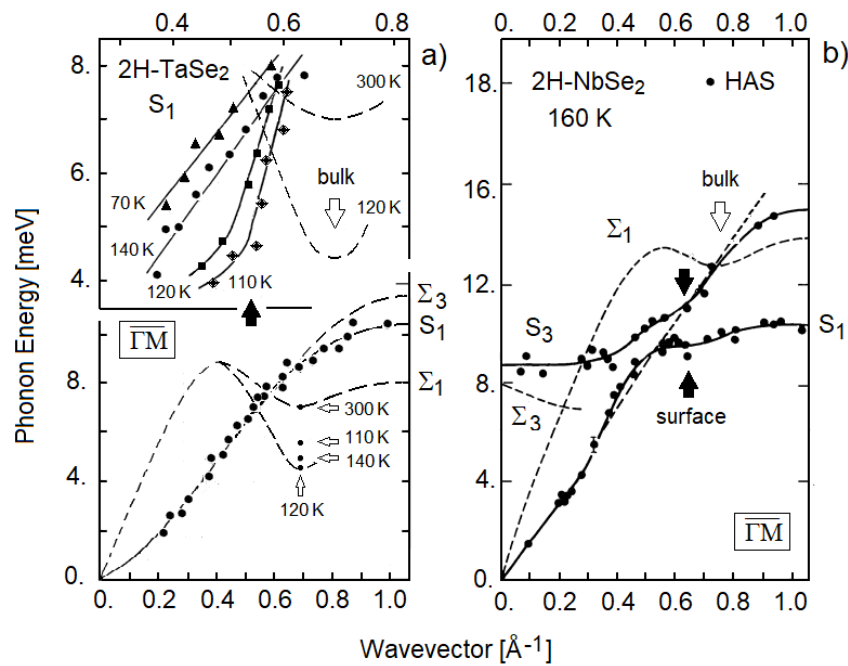 0.4 0.6 0.8
0 0.2 0.4 0.6 0.8
a)
b)
2H-TaSe2
S1
8.
6.
4.
300 K
bulk
120 K
70 K
140 K
120 K
110 K
ΓM
Σ3
S1
Σ1
8.
4.
0.
300 K
110 K
140 K
120 K
0. 0.2 0.4 0.6 0.8
2H-NbSe2
HAS
160 K
18.
16.
12.
8.
4.
0.
bulk
Σ1
S3
Σ3
S1
surface
ΓM
0. 0.2 0.4 0.6 0.8 1.0
Phonon Energy [meV]
Wavevector [Å-1]